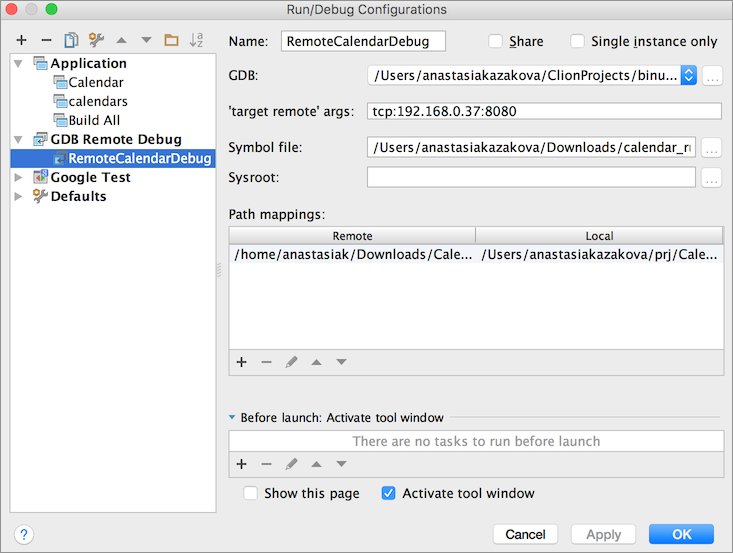 Run/Debug Configurations
Name: RemoteCalendarDebug Share Single instance only
Application
Calendar
calendars
Build All
GDB Remote Debug
RemoteCalendarDebug
Google Test
Defaults
GDB: /Users/anastasiakazakova/ClionProjects/binu...
'target remote' args: tcp:192.168.0.37:8080
Symbol file: /Users/anastasiakazakova/Downloads/calendar_ru
Sysroot:
Path mappings:
Remote Local
/home/anastasiak/Downloads/Cale... /Users/anastasiakazakova/prj/Cale...
Before launch: Activate tool window
There are no tasks to run before launch
Show this page Activate tool window
? Cancel Apply OK